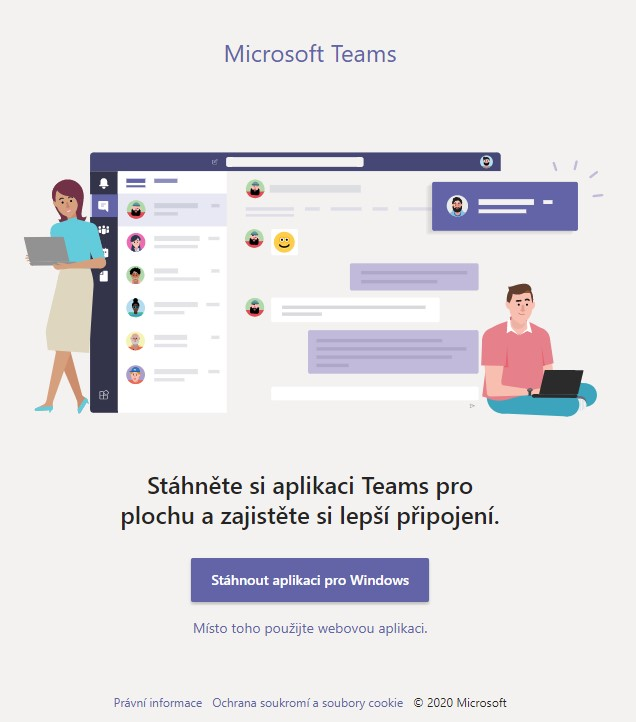 Microsoft Teams
Stáhněte si aplikaci Teams pro
plochu a zajistěte si lepší připojení.
Stáhnout aplikaci pro Windows
Místo toho použijte webovou aplikaci.
Právní informace Ochrana soukromí a soubory cookie © 2020 Microsoft